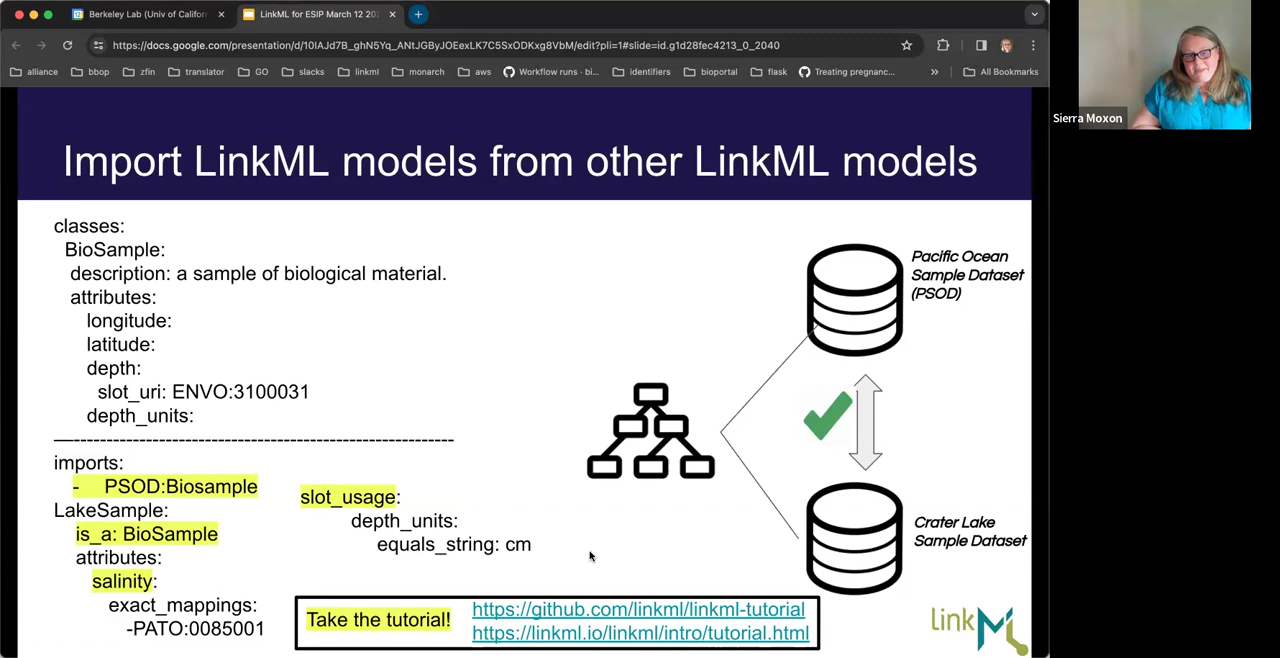 Berkeley Lab (Univ of Califor
LinkML for ESIP March 12 202
https://docs.google.com/presentation/d/10IAJd7B_ghN5Yq_ANtJGByJOEexLK7C5SxODKxg8VbM/edit?pli=1#slide=id.g1d28fec4213_0_2040
alliance bbop zfin translator GO slacks linkml monarch aws Workflow runs · bi... identifiers bioportal flask Treating pregnanc... » All Bookmarks
Sierra Moxon
Import LinkML models from other LinkML models
classes:
BioSample:
description: a sample of biological material.
attributes:
longitude:
latitude:
depth:
slot_uri: ENVO:3100031
depth_units:
—----------------------------------------------------------
imports:
- PSOD:Biosample
LakeSample:
is_a: BioSample
attributes:
salinity:
exact_mappings:
-PATO:0085001
slot_usage:
depth_units:
equals_string: cm
Take the tutorial!
https://github.com/linkml/linkml-tutorial
https://linkml.io/linkml/intro/tutorial.html
Pacific Ocean
Sample Dataset
(PSOD)
Crater Lake
Sample Dataset
linkML